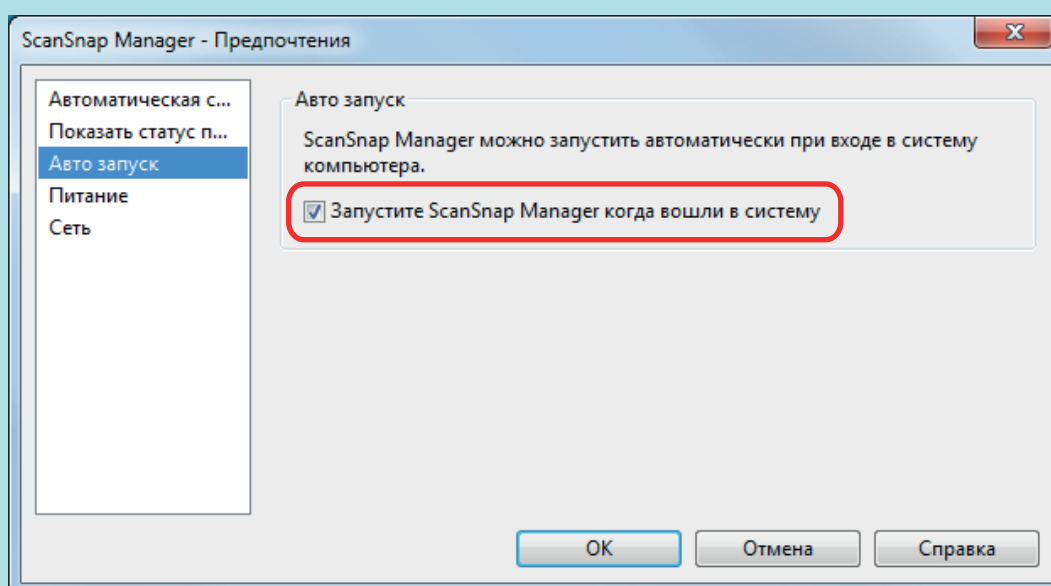 ScanSnap Manager - Предпочтения
Автоматическая с...
Показать статус п...
Авто запуск
Питание
Сеть
Авто запуск
ScanSnap Manager можно запустить автоматически при входе в систему
компьютера.
Запустите ScanSnap Manager когда вошли в систему
OK
Отмена
Справка